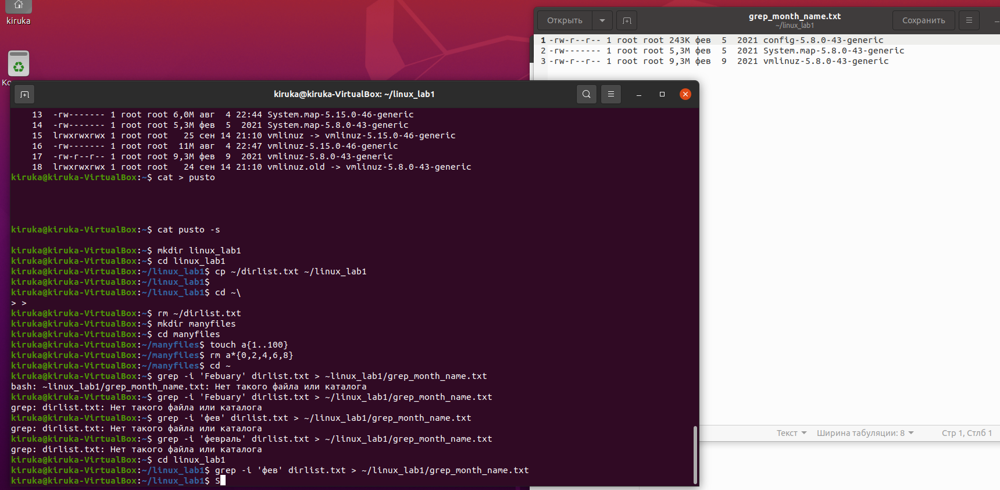 kiruka
Ко
Открыть
grep_month_name.txt
~/linux_lab1
Сохранить
1 -rw-r--r-- 1 root root 243K фев  5  2021 config-5.8.0-43-generic
2 -rw------- 1 root root 5,3M фев  5  2021 System.map-5.8.0-43-generic
3 -rw-r--r-- 1 root root 9,3M фев  9  2021 vmlinuz-5.8.0-43-generic
kiruka@kiruka-VirtualBox: ~/linux_lab1
13  -rw------- 1 root root 6,0M авг  4 22:44 System.map-5.15.0-46-generic
14  -rw------- 1 root root 5,3M фев  5  2021 System.map-5.8.0-43-generic
15  lrwxrwxrwx 1 root root   25 сен 14 21:10 vmlinuz -> vmlinuz-5.15.0-46-generic
16  -rw------- 1 root root  11M авг  4 22:47 vmlinuz-5.15.0-46-generic
17  -rw-r--r-- 1 root root 9,3M фев  9  2021 vmlinuz-5.8.0-43-generic
18  lrwxrwxrwx 1 root root   24 сен 14 21:10 vmlinuz.old -> vmlinuz-5.8.0-43-generic
kiruka@kiruka-VirtualBox:~$ cat > pusto
kiruka@kiruka-VirtualBox:~$ cat pusto -s
kiruka@kiruka-VirtualBox:~$ mkdir linux_lab1
kiruka@kiruka-VirtualBox:~$ cd linux_lab1
kiruka@kiruka-VirtualBox:~/linux_lab1$ cp ~/dirlist.txt ~/linux_lab1
kiruka@kiruka-VirtualBox:~/linux_lab1$
kiruka@kiruka-VirtualBox:~/linux_lab1$ cd ~\
> >
kiruka@kiruka-VirtualBox:~$ rm ~/dirlist.txt
kiruka@kiruka-VirtualBox:~$ mkdir manyfiles
kiruka@kiruka-VirtualBox:~$ cd manyfiles
kiruka@kiruka-VirtualBox:~/manyfiles$ touch a{1..100}
kiruka@kiruka-VirtualBox:~/manyfiles$ rm a*{0,2,4,6,8}
kiruka@kiruka-VirtualBox:~/manyfiles$ cd ~
kiruka@kiruka-VirtualBox:~$ grep -i 'Febuary' dirlist.txt > ~linux_lab1/grep_month_name.txt
bash: ~linux_lab1/grep_month_name.txt: Нет такого файла или каталога
kiruka@kiruka-VirtualBox:~$ grep -i 'Febuary' dirlist.txt > ~/linux_lab1/grep_month_name.txt
grep: dirlist.txt: Нет такого файла или каталога
kiruka@kiruka-VirtualBox:~$ grep -i 'фев' dirlist.txt > ~/linux_lab1/grep_month_name.txt
grep: dirlist.txt: Нет такого файла или каталога
kiruka@kiruka-VirtualBox:~$ grep -i 'февраль' dirlist.txt > ~/linux_lab1/grep_month_name.txt
grep: dirlist.txt: Нет такого файла или каталога
kiruka@kiruka-VirtualBox:~$ cd linux_lab1
kiruka@kiruka-VirtualBox:~/linux_lab1$ grep -i 'фев' dirlist.txt > ~/linux_lab1/grep_month_name.txt
kiruka@kiruka-VirtualBox:~/linux_lab1$ S
Текст
Ширина табуляции: 8
Стр 1, Стлб 1